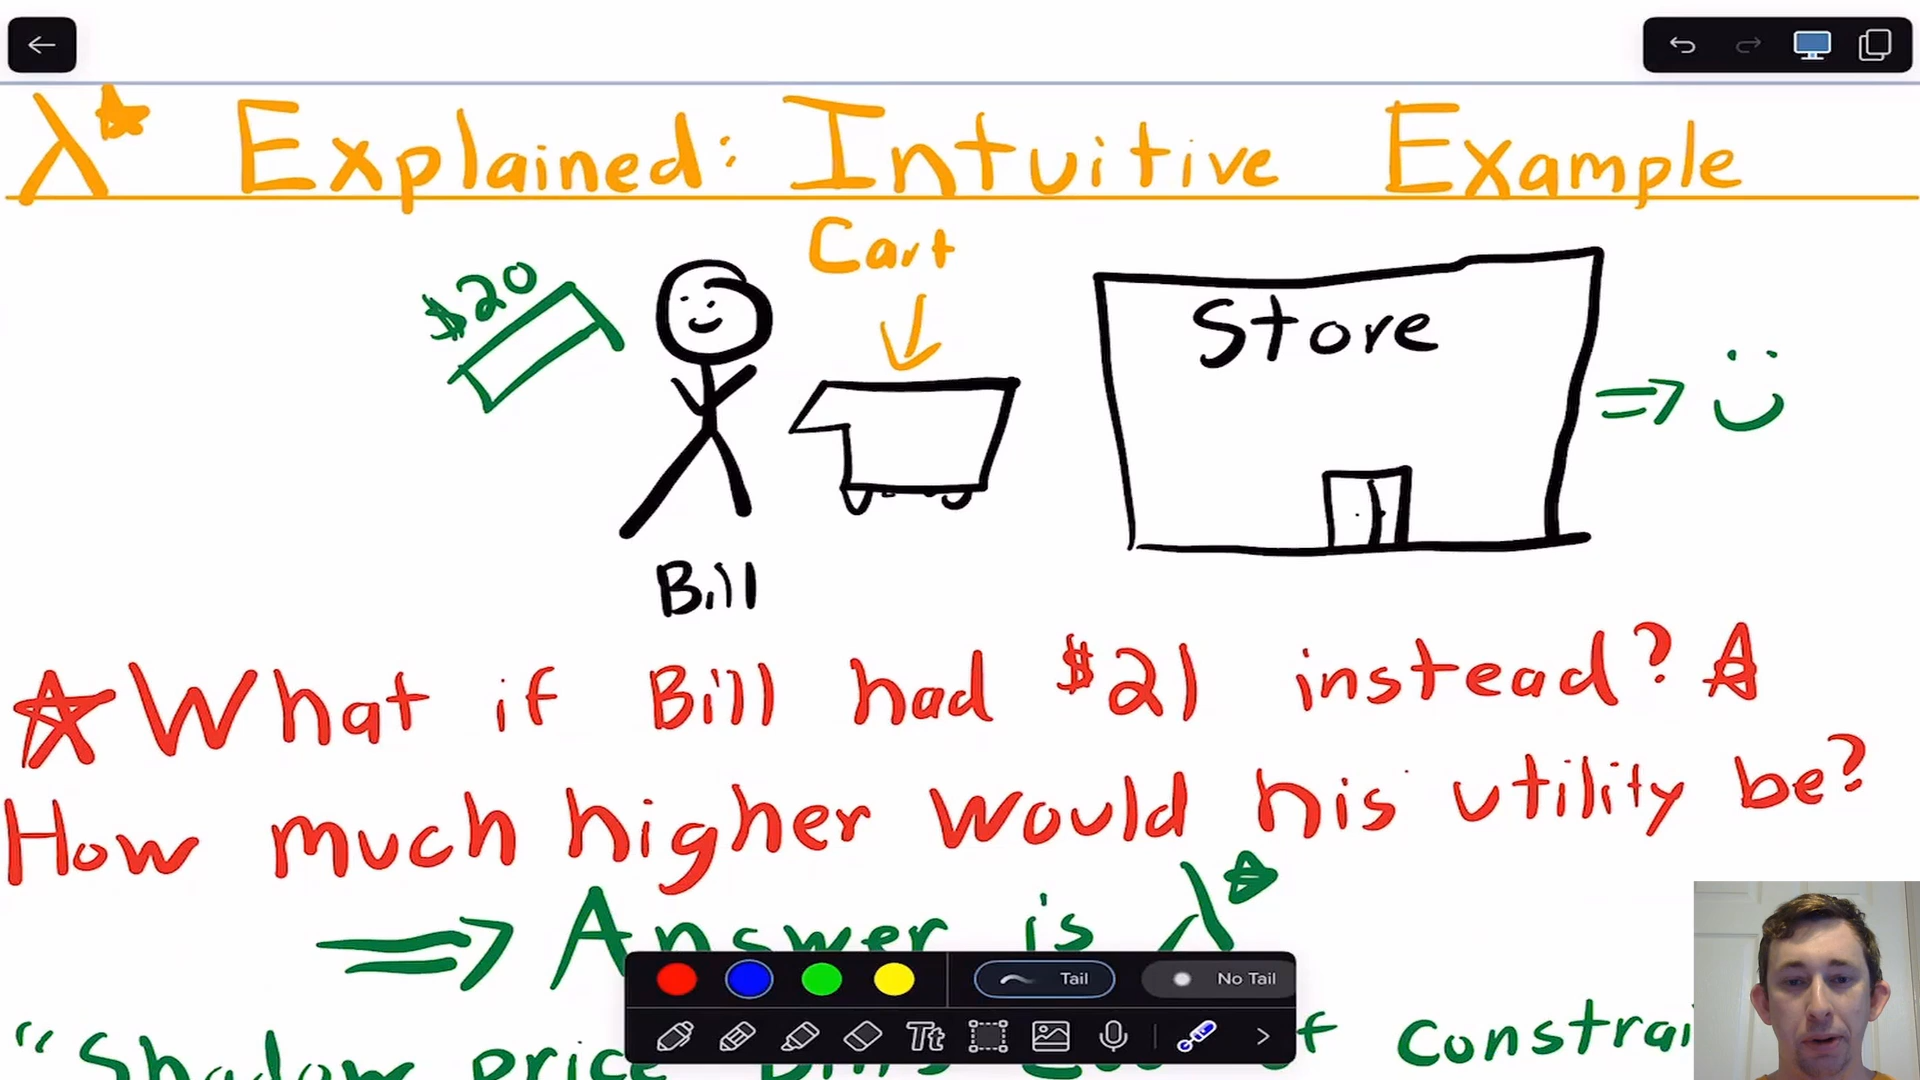 λ* Explained: Intuitive Example
Cart
$20
Store
Bill
What if Bill had $21 instead?
How much higher would his utility be?
⇒ Answer is λ*
"Shadow price
constrai
Tail
No Tail
Tt